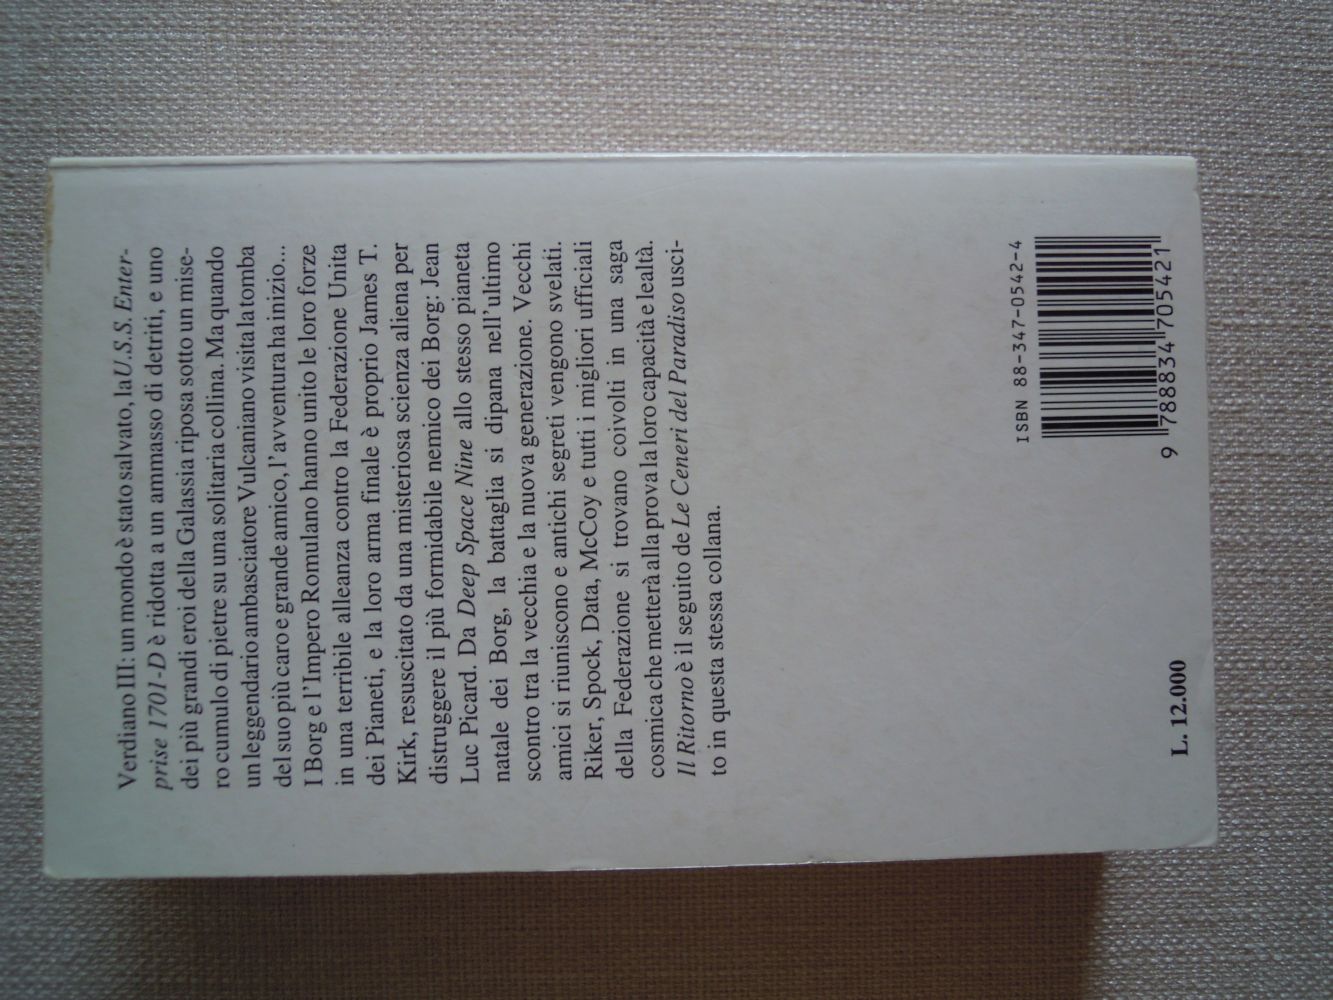 Verdiano III: un mondo è stato salvato, la U.S.S. Enter-
prise 1701-D è ridotta a un ammasso di detriti, e uno
dei più grandi eroi della Galassia riposa sotto un mise-
ro cumulo di pietre su una solitaria collina. Ma quando
un leggendario ambasciatore Vulcaniano visita la tomba
del suo più caro e grande amico, l'avventura ha inizio...
I Borg e l'Impero Romulano hanno unito le loro forze
in una terribile alleanza contro la Federazione Unita
dei Pianeti, e la loro arma finale è proprio James T.
Kirk, resuscitato da una misteriosa scienza aliena per
distruggere il più formidabile nemico dei Borg: Jean
Luc Picard. Da Deep Space Nine allo stesso pianeta
natale dei Borg, la battaglia si dipana nell'ultimo
scontro tra la vecchia e la nuova generazione. Vecchi
amici si riuniscono e antichi segreti vengono svelati.
Riker, Spock, Data, McCoy e tutti i migliori ufficiali
della Federazione si trovano coivolti in una saga
cosmica che metterà alla prova la loro capacità e lealtà.
Il Ritorno è il seguito de Le Ceneri del Paradiso usci-
to in questa stessa collana.
ISBN 88-347-0542-4
9 788834 705421
L. 12.000